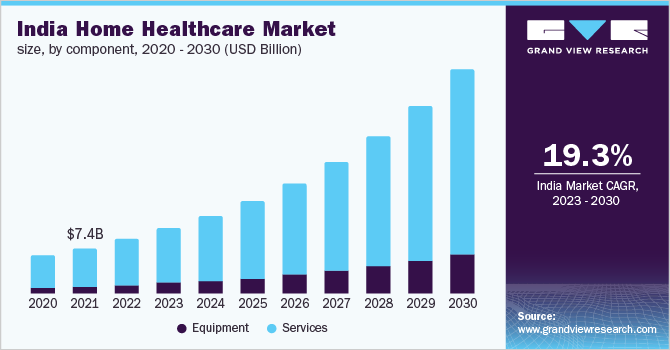 India Home Healthcare Market
size, by component, 2020 - 2030 (USD Billion)
$7.4B
2020 2021 2022 2023 2024 2025 2026 2027 2028 2029 2030
Equipment Services
GRAND VIEW RESEARCH
19.3%
India Market CAGR,
2023 - 2030
Source:
www.grandviewresearch.com